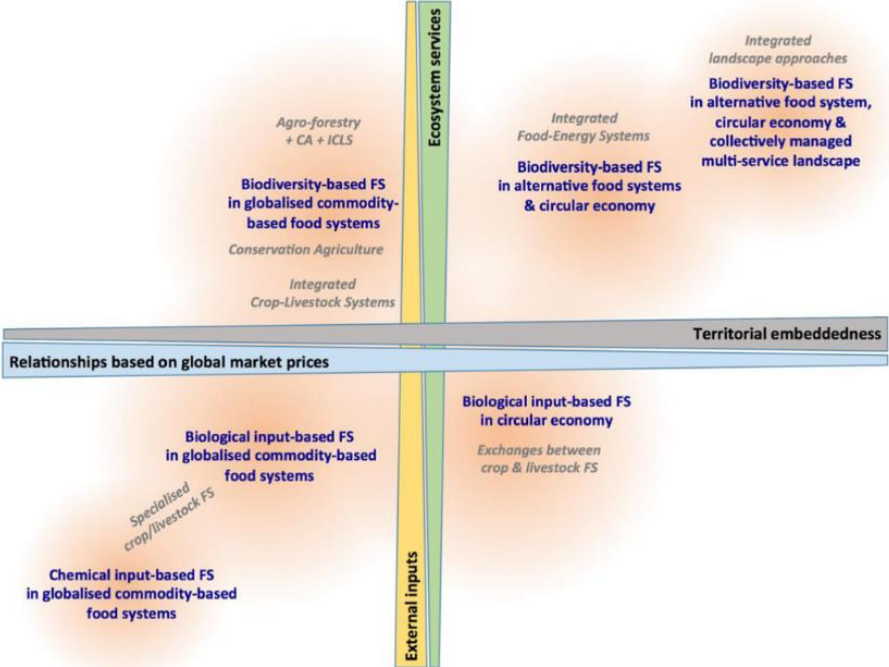 Ecosystem services
Integrated
landscape approaches
Biodiversity-based FS
in alternative food system,
circular economy &
collectively managed
multi-service landscape
Agro-forestry
+ CA + ICLS
Integrated
Food-Energy Systems
Biodiversity-based FS
in globalised commodity-
based food systems
Biodiversity-based FS
in alternative food systems
& circular economy
Conservation Agriculture
Integrated
Crop-Livestock Systems
Territorial embeddedness
Relationships based on global market prices
Biological input-based FS
in circular economy
Biological input-based FS
in globalised commodity-based
food systems
Exchanges between
crop & livestock FS
Specialised
crop/livestock FS
Chemical input-based FS
in globalised commodity-based
food systems
External inputs